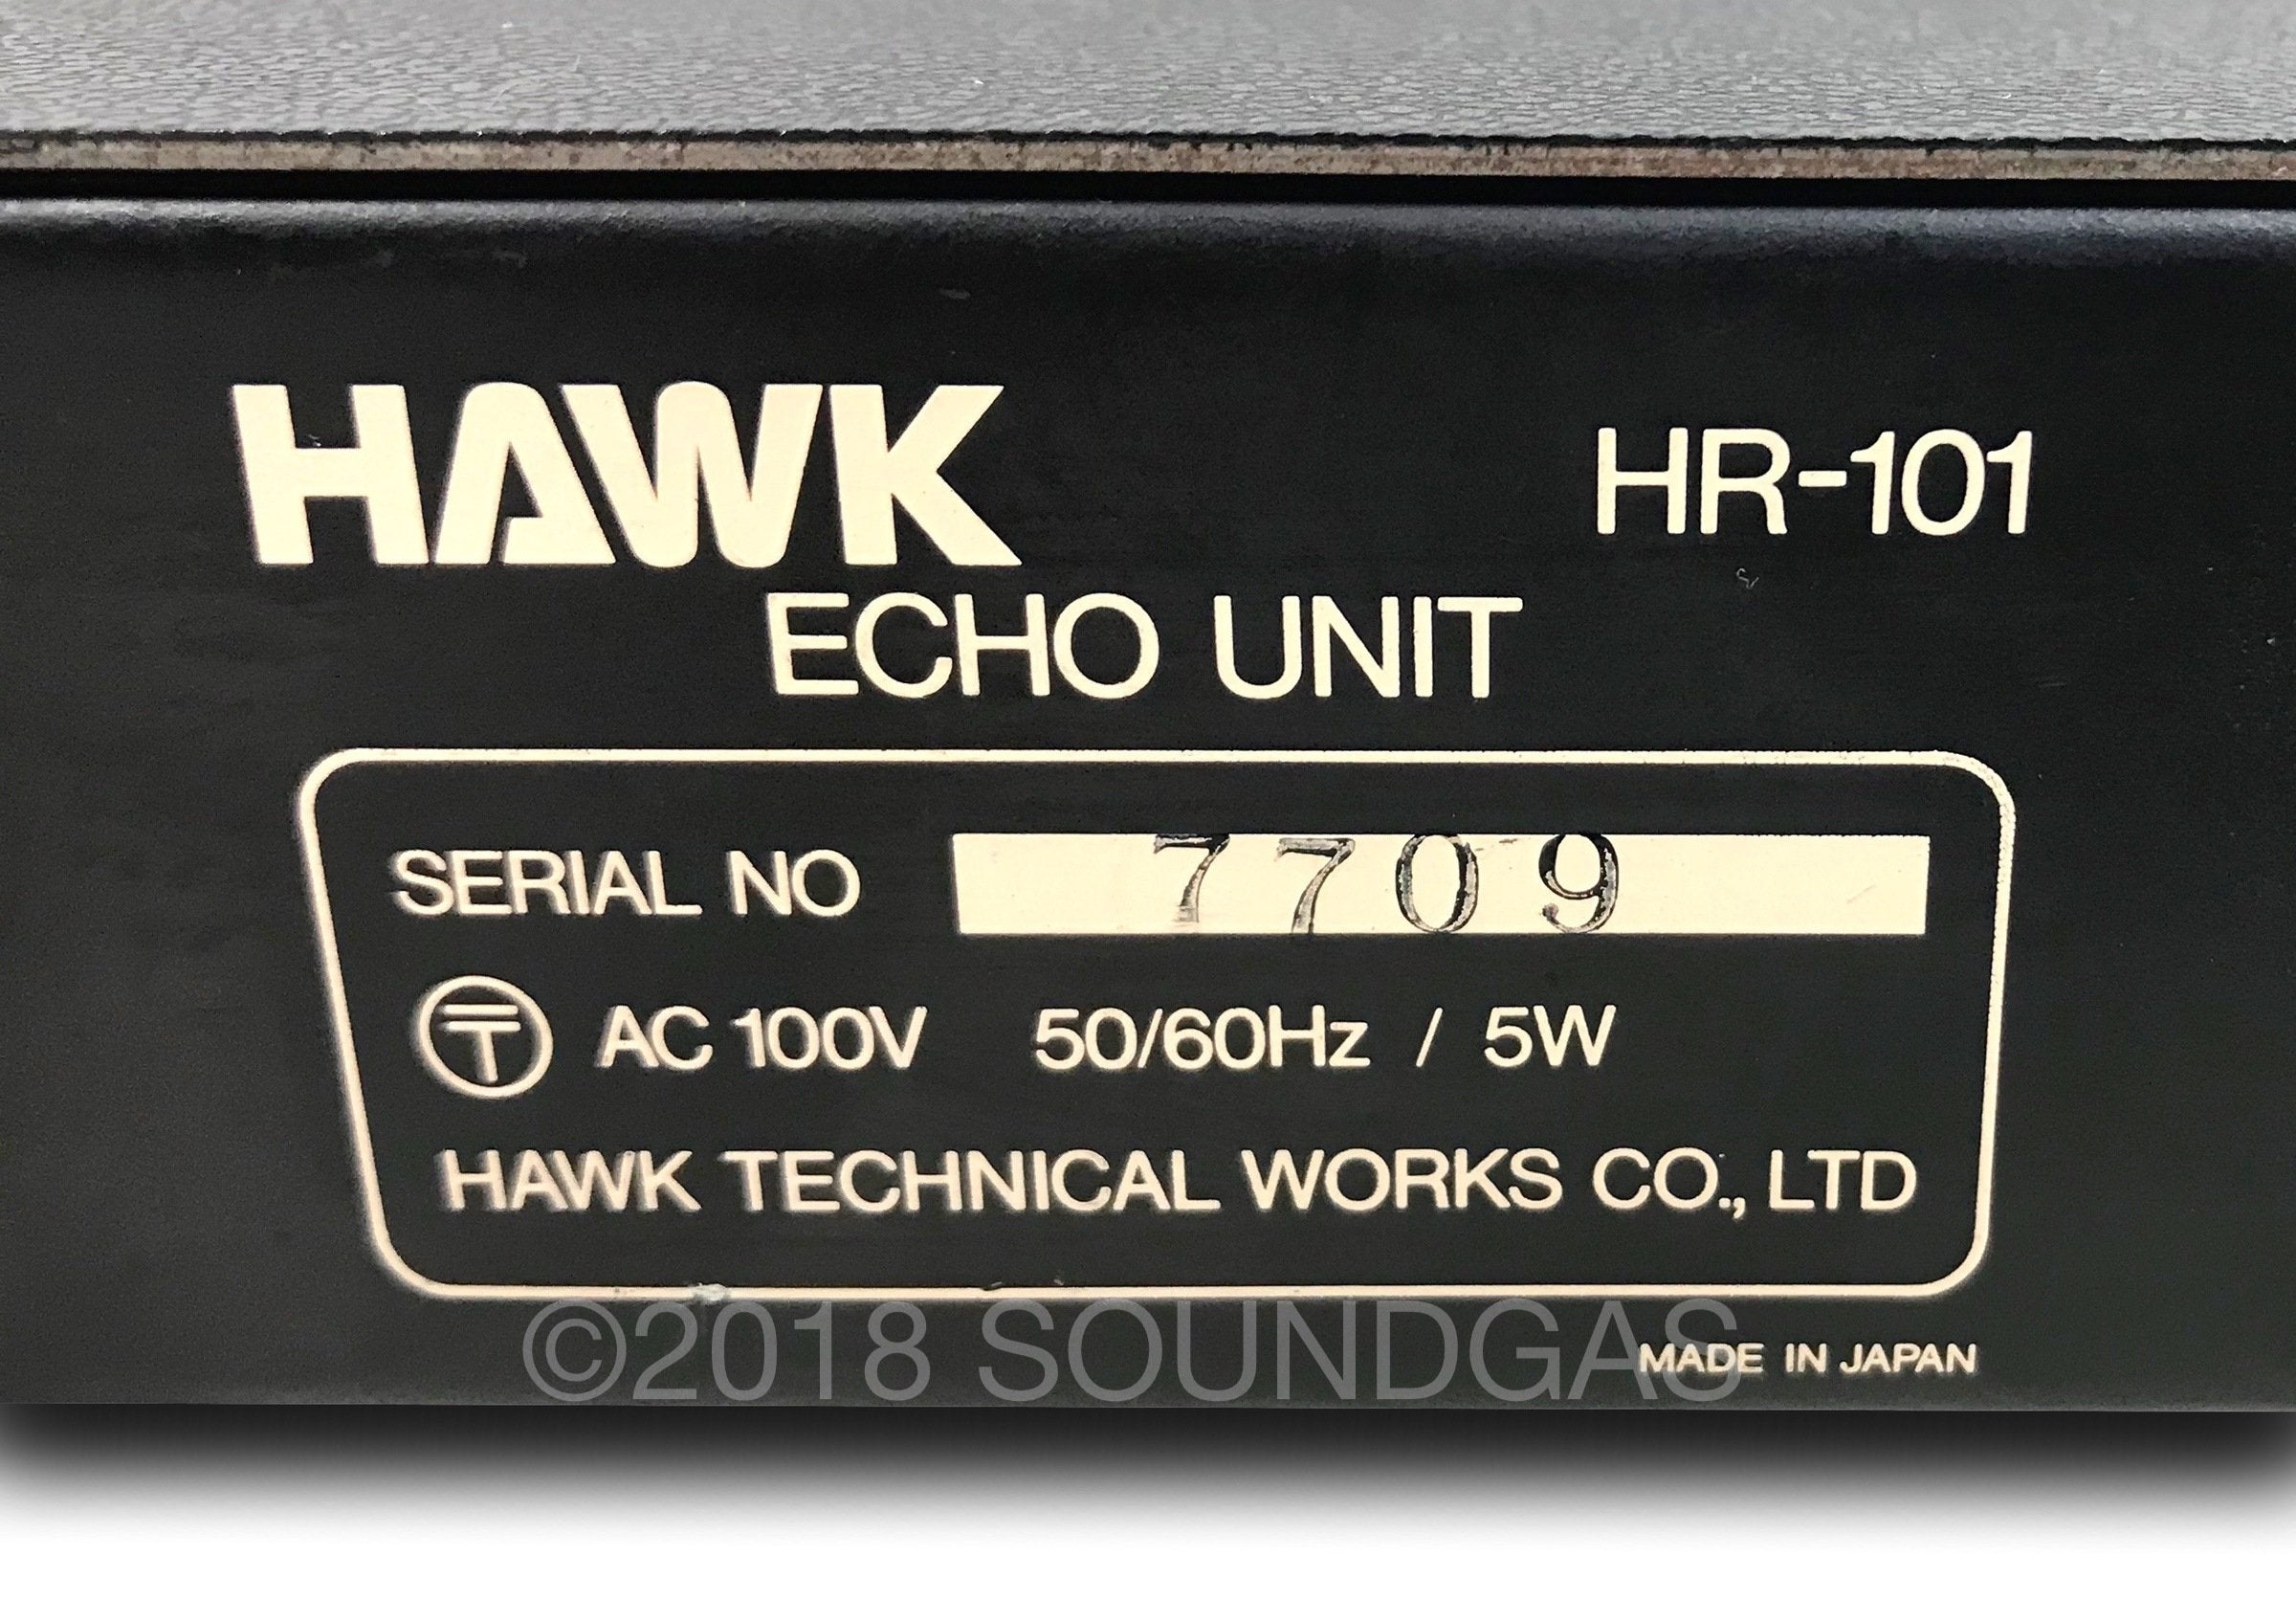 HAWK HR-101
ECHO UNIT
SERIAL NO 7709
〒 AC 100V 50/60Hz / 5W
HAWK TECHNICAL WORKS CO., LTD
©2018 SOUNDGAS
MADE IN JAPAN